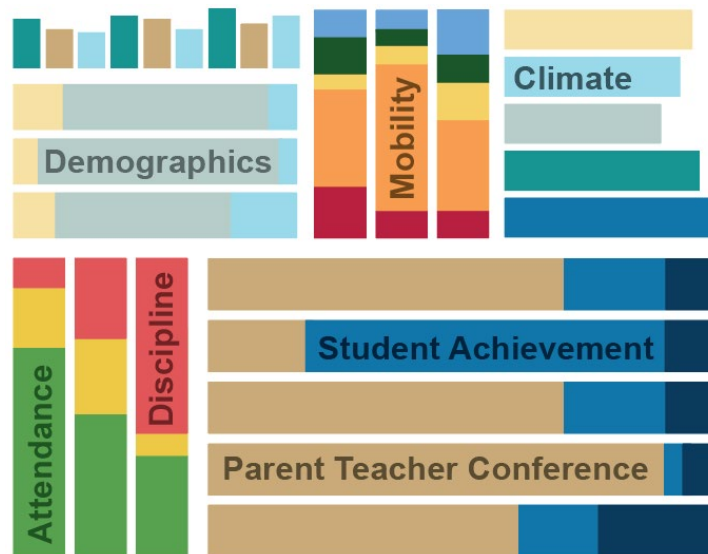 Climate
Demographics
Mobility
Attendance
Discipline
Student Achievement
Parent Teacher Conference